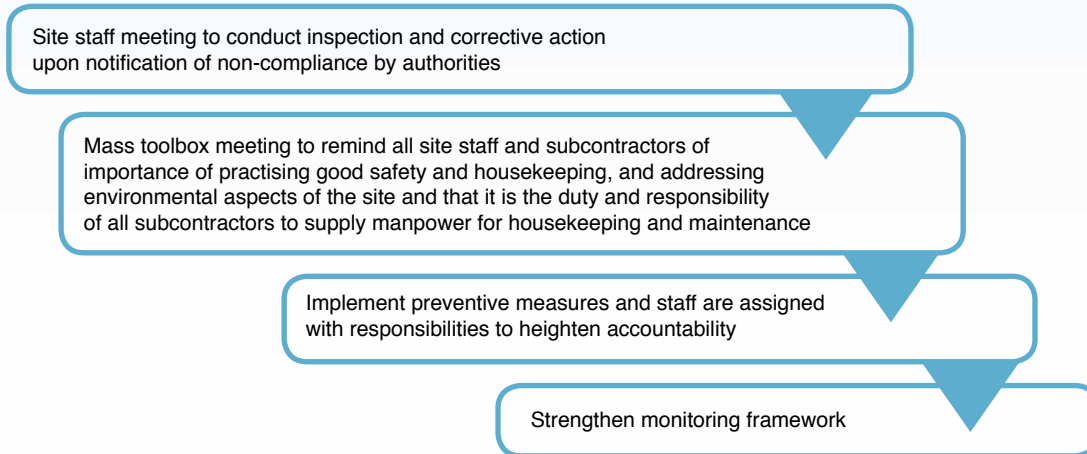 Site staff meeting to conduct inspection and corrective action
upon notification of non-compliance by authorities
Mass toolbox meeting to remind all site staff and subcontractors of
importance of practising good safety and housekeeping, and addressing
environmental aspects of the site and that it is the duty and responsibility
of all subcontractors to supply manpower for housekeeping and maintenance
Implement preventive measures and staff are assigned
with responsibilities to heighten accountability
Strengthen monitoring framework